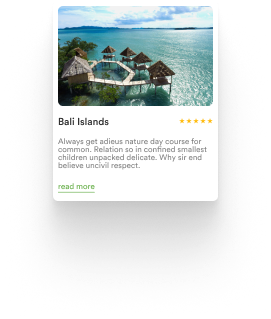 Bali Islands
Always get adieus nature day course for
common. Relation so in confined smallest
children unpacked delicate. Why sir end
believe uncivil respect.
read more